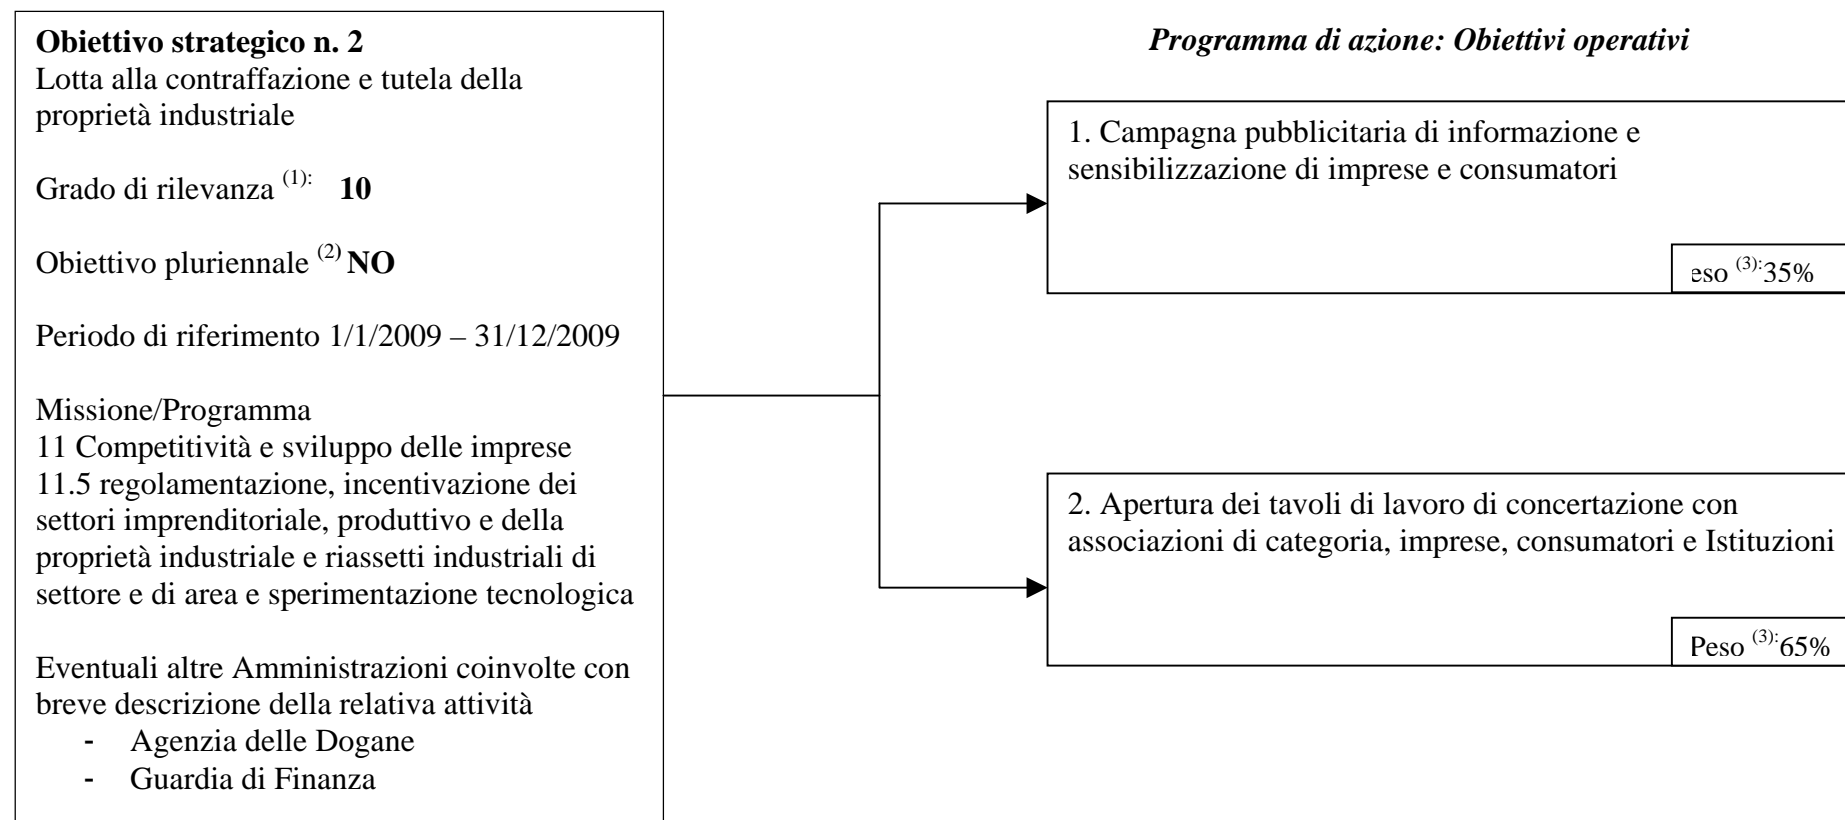 Obiettivo strategico n. 2
Lotta alla contraffazione e tutela della
proprietà industriale
Grado di rilevanza (1): 10
Obiettivo pluriennale (2) NO
Periodo di riferimento 1/1/2009 – 31/12/2009
Missione/Programma
11 Competitività e sviluppo delle imprese
11.5 regolamentazione, incentivazione dei
settori imprenditoriale, produttivo e della
proprietà industriale e riassetti industriali di
settore e di area e sperimentazione tecnologica
Eventuali altre Amministrazioni coinvolte con
breve descrizione della relativa attività
- Agenzia delle Dogane
- Guardia di Finanza
Programma di azione: Obiettivi operativi
1. Campagna pubblicitaria di informazione e
sensibilizzazione di imprese e consumatori
eso (3):35%
2. Apertura dei tavoli di lavoro di concertazione con
associazioni di categoria, imprese, consumatori e Istituzioni
Peso (3):65%